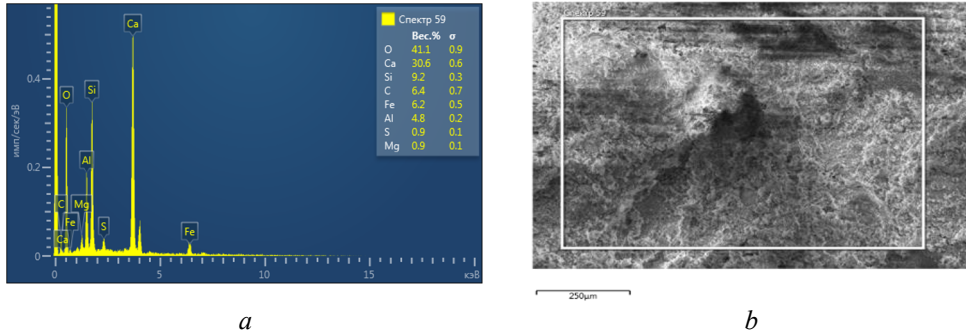 Спектр 59
Вес.% σ
O 41.1 0.9
Ca 30.6 0.6
Si 9.2 0.3
C 6.4 0.7
Fe 6.2 0.5
Al 4.8 0.2
S 0.9 0.1
Mg 0.9 0.1
имп/сек/эВ
0.4
0.2
0
Ca
O
Si
Al
C
Mg
Fe
Ca
S
Fe
0 5 10 15 кэВ
Спектр 59
250µm
a b